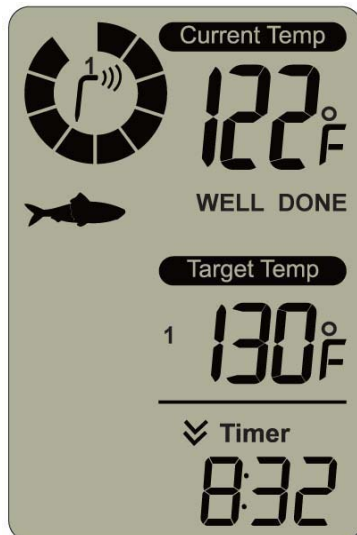 1
Current Temp
122°F
WELL DONE
Target Temp
1 130°F
Timer
8:32